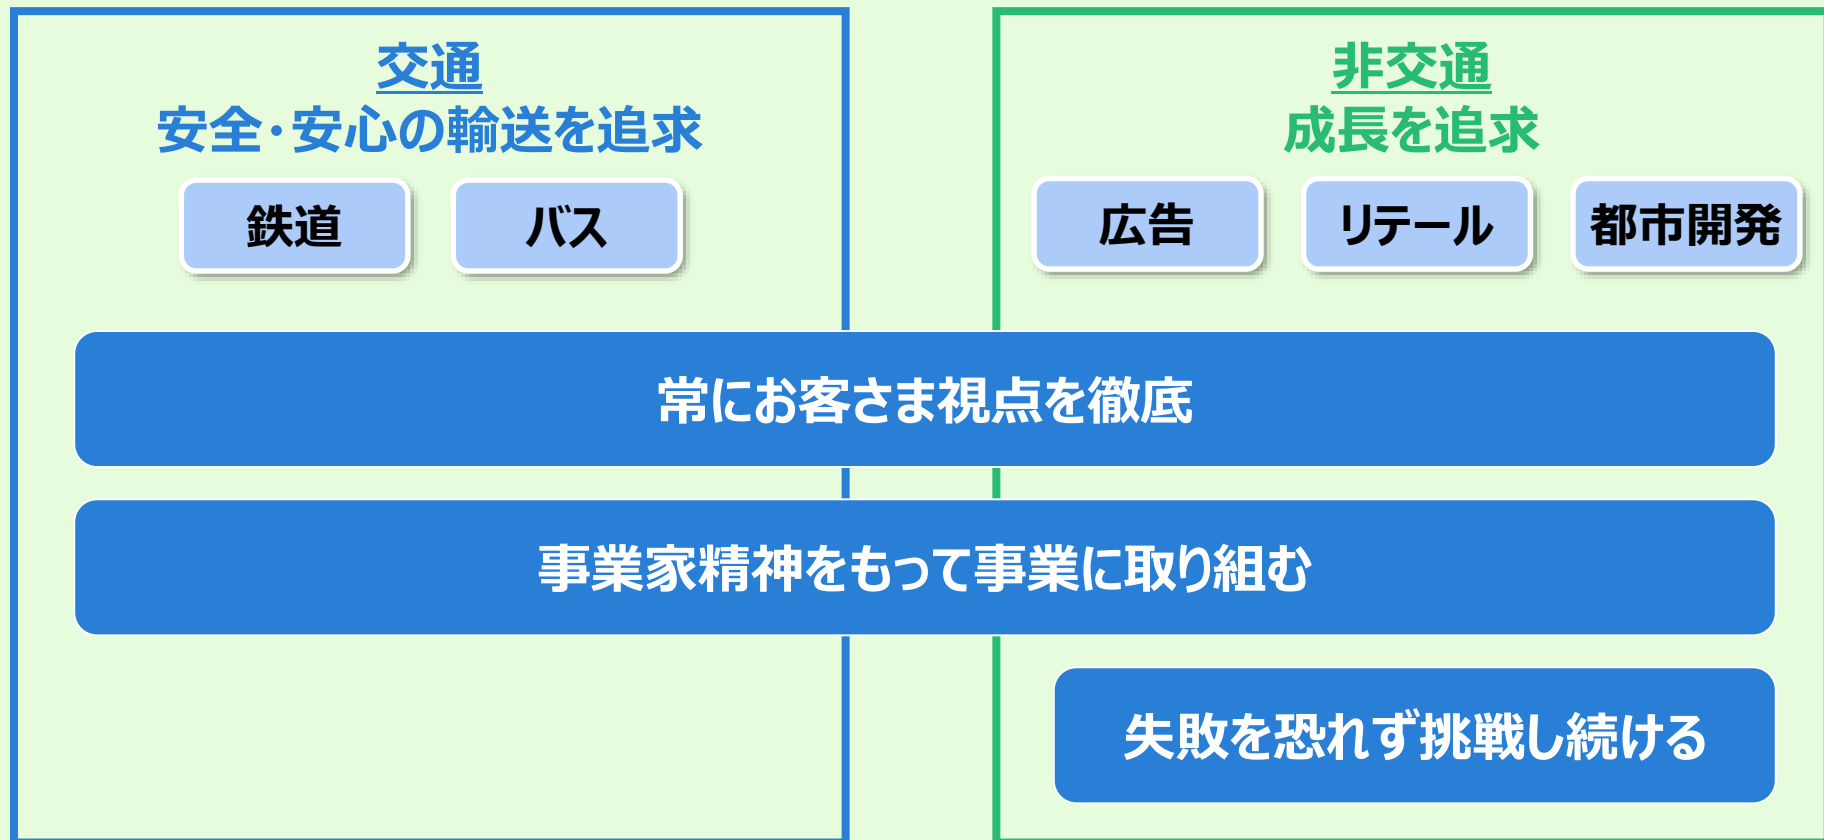 交通
安全・安心の輸送を追求
鉄道
バス
非交通
成長を追求
広告
リテール
都市開発
常にお客さま視点を徹底
事業家精神をもって事業に取り組む
失敗を恐れず挑戦し続ける